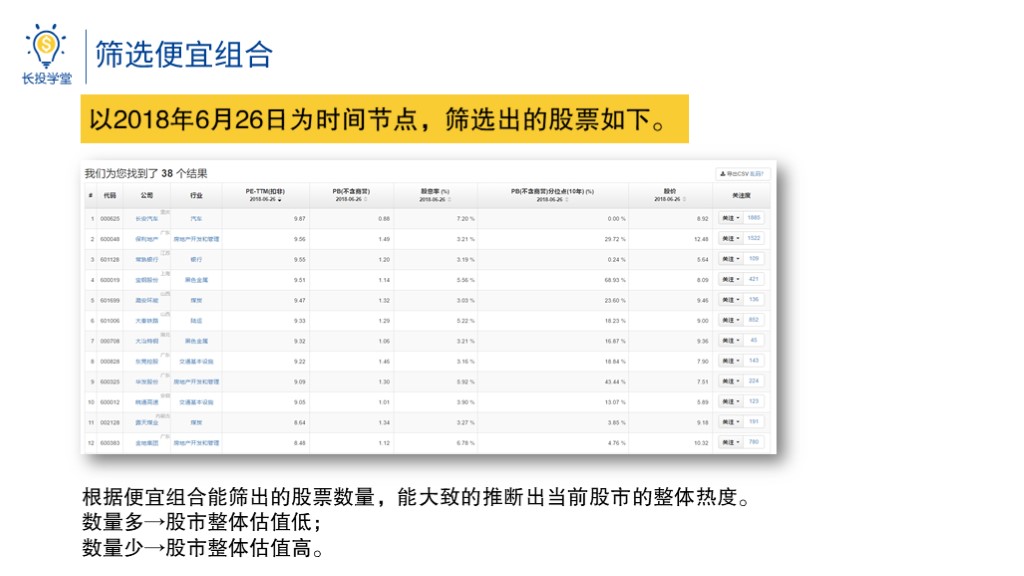 长投学堂
筛选便宜组合
以2018年6月26日为时间节点，筛选出的股票如下。
我们为您找到了 38 个结果
导出CSV 乱码?
# 代码 公司 行业 PE-TTM(扣非) PB(不含商誉) 股息率 (%) PB(不含商誉)分位点(10年) (%) 股价 关注度
2018-06-26 2018-06-26 2018-06-26 2018-06-26 2018-06-26
1 000625 长安汽车 重庆 汽车 9.87 0.88 7.20 % 0.00 % 8.92 关注 1880
2 600048 保利地产 广东 房地产开发和管理 9.56 1.49 3.21 % 29.72 % 12.48 关注 1522
3 601128 常熟银行 江苏 银行 9.55 1.20 3.19 % 0.24 % 5.64 关注 109
4 600019 宝钢股份 上海 黑色金属 9.51 1.14 5.56 % 68.93 % 8.09 关注 421
5 601699 潞安环能 山西 煤炭 9.47 1.32 3.03 % 23.60 % 9.46 关注 136
6 601006 大秦铁路 山西 陆运 9.33 1.29 5.22 % 18.23 % 9.00 关注 852
7 000708 大冶特钢 湖北 黑色金属 9.32 1.06 3.21 % 16.87 % 9.36 关注 45
8 000828 东莞控股 广东 交通基本设施 9.22 1.46 3.16 % 18.84 % 7.90 关注 143
9 600325 华发股份 广东 房地产开发和管理 9.09 1.30 5.92 % 43.44 % 7.51 关注 224
10 600012 皖通高速 安徽 交通基本设施 9.05 1.01 3.90 % 13.07 % 5.89 关注 123
11 002128 露天煤业 内蒙古 煤炭 8.64 1.34 3.27 % 3.85 % 9.18 关注 191
12 600383 金地集团 广东 房地产开发和管理 8.48 1.12 6.78 % 4.76 % 10.32 关注 780
根据便宜组合能筛出的股票数量，能大致的推断出当前股市的整体热度。
数量多→股市整体估值低；
数量少→股市整体估值高。